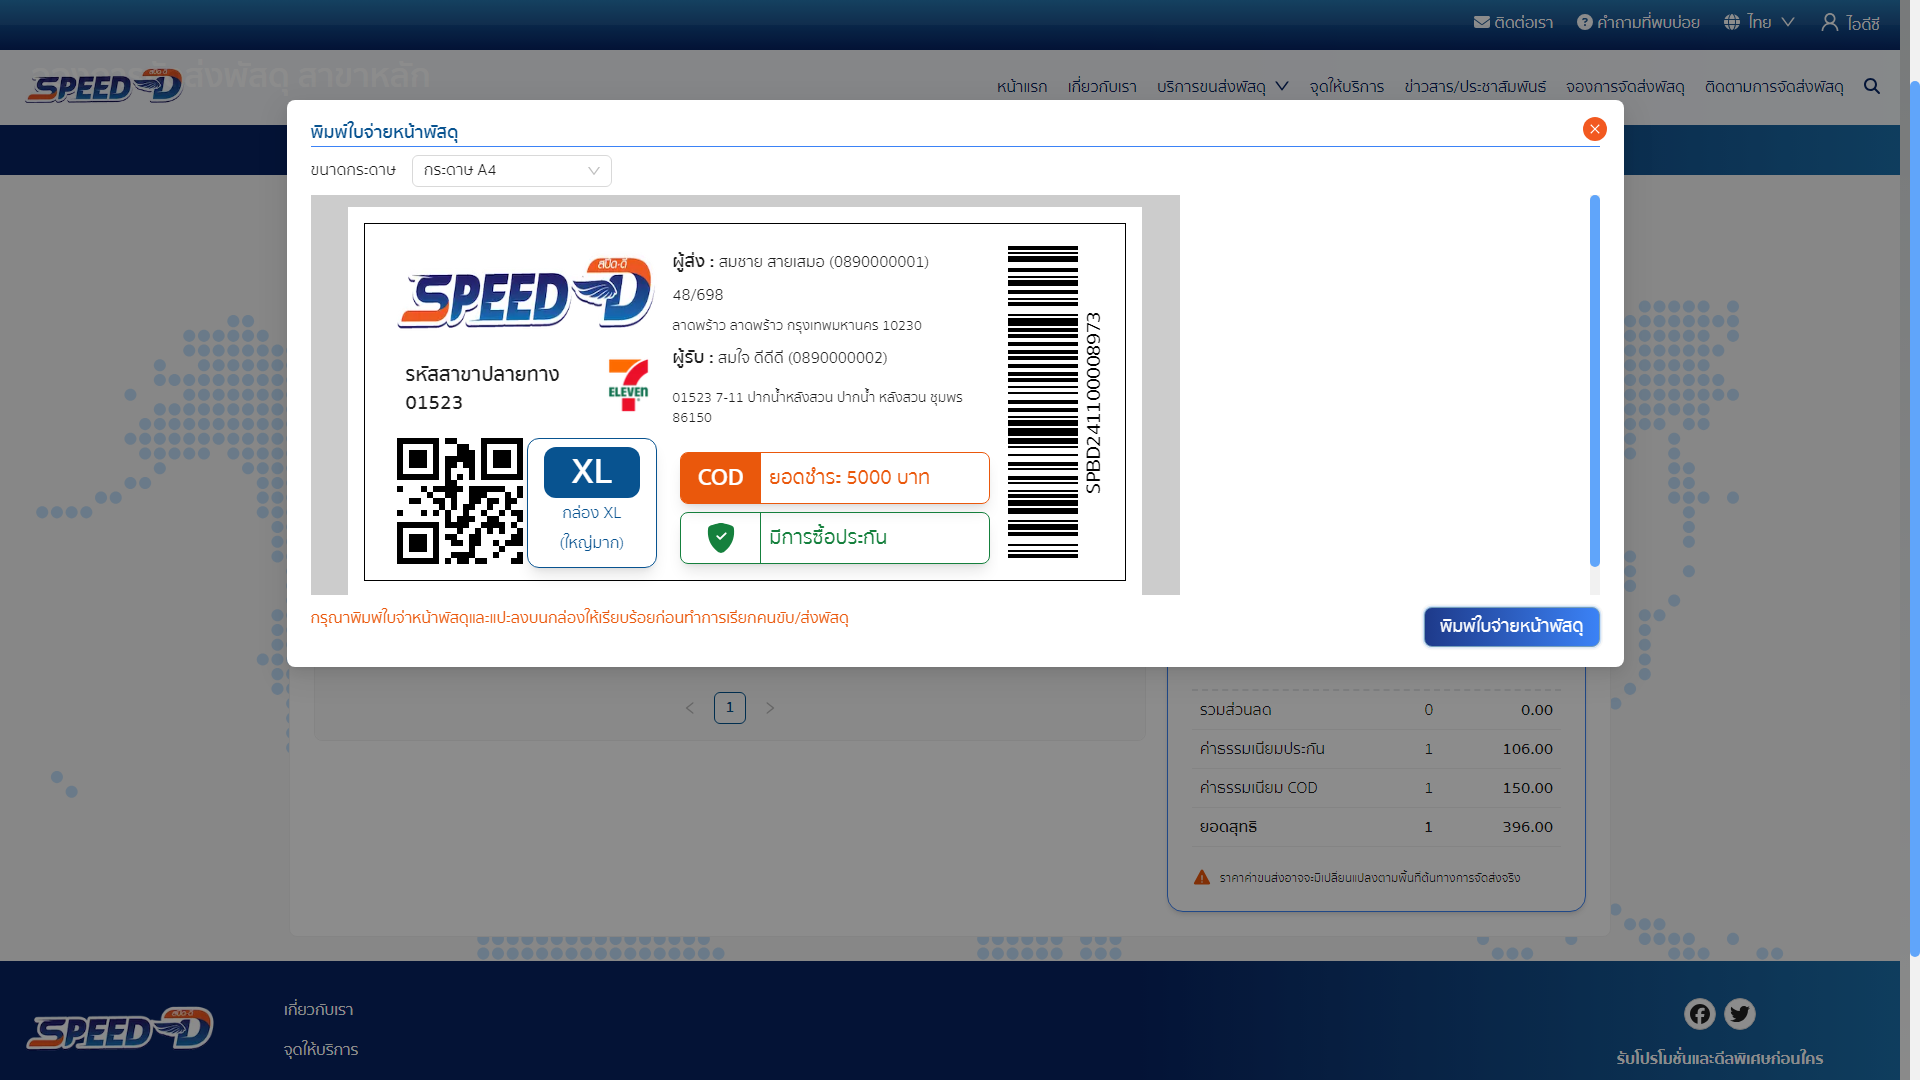 ติดต่อเรา
คำถามที่พบบ่อย
ไทย
ไอดีซี
SPEED-D
สปีด-ดี
ส่งพัสดุ สาขาหลัก
หน้าแรก
เกี่ยวกับเรา
บริการขนส่งพัสดุ
จุดให้บริการ
ข่าวสาร/ประชาสัมพันธ์
จองการจัดส่งพัสดุ
ติดตามการจัดส่งพัสดุ
พิมพ์ใบจ่ายหน้าพัสดุ
ขนาดกระดาษ
กระดาษ A4
SPEED-D
สปีด-ดี
รหัสสาขาปลายทาง
01523
7 ELEVEN
ผู้ส่ง : สมชาย สายเสมอ (0890000001)
48/698
ลาดพร้าว ลาดพร้าว กรุงเทพมหานคร 10230
ผู้รับ : สมใจ ดีดีดี (0890000002)
01523 7-11 ปากน้ำหลังสวน ปากน้ำ หลังสวน ชุมพร
86150
XL
กล่อง XL
(ใหญ่มาก)
COD ยอดชำระ 5000 บาท
มีการซื้อประกัน
SPBD241100008973
กรุณาพิมพ์ใบจ่าหน้าพัสดุและแปะลงบนกล่องให้เรียบร้อยก่อนทำการเรียกคนขับ/ส่งพัสดุ
พิมพ์ใบจ่ายหน้าพัสดุ
1
รวมส่วนลด 0 0.00
ค่าธรรมเนียมประกัน 1 106.00
ค่าธรรมเนียม COD 1 150.00
ยอดสุทธิ 1 396.00
ราคาค่าขนส่งอาจจะมีเปลี่ยนแปลงตามพื้นที่ต้นทางการจัดส่งจริง
SPEED-D
สปีด-ดี
เกี่ยวกับเรา
จุดให้บริการ
รับโปรโมชั่นและดีลพิเศษก่อนใคร